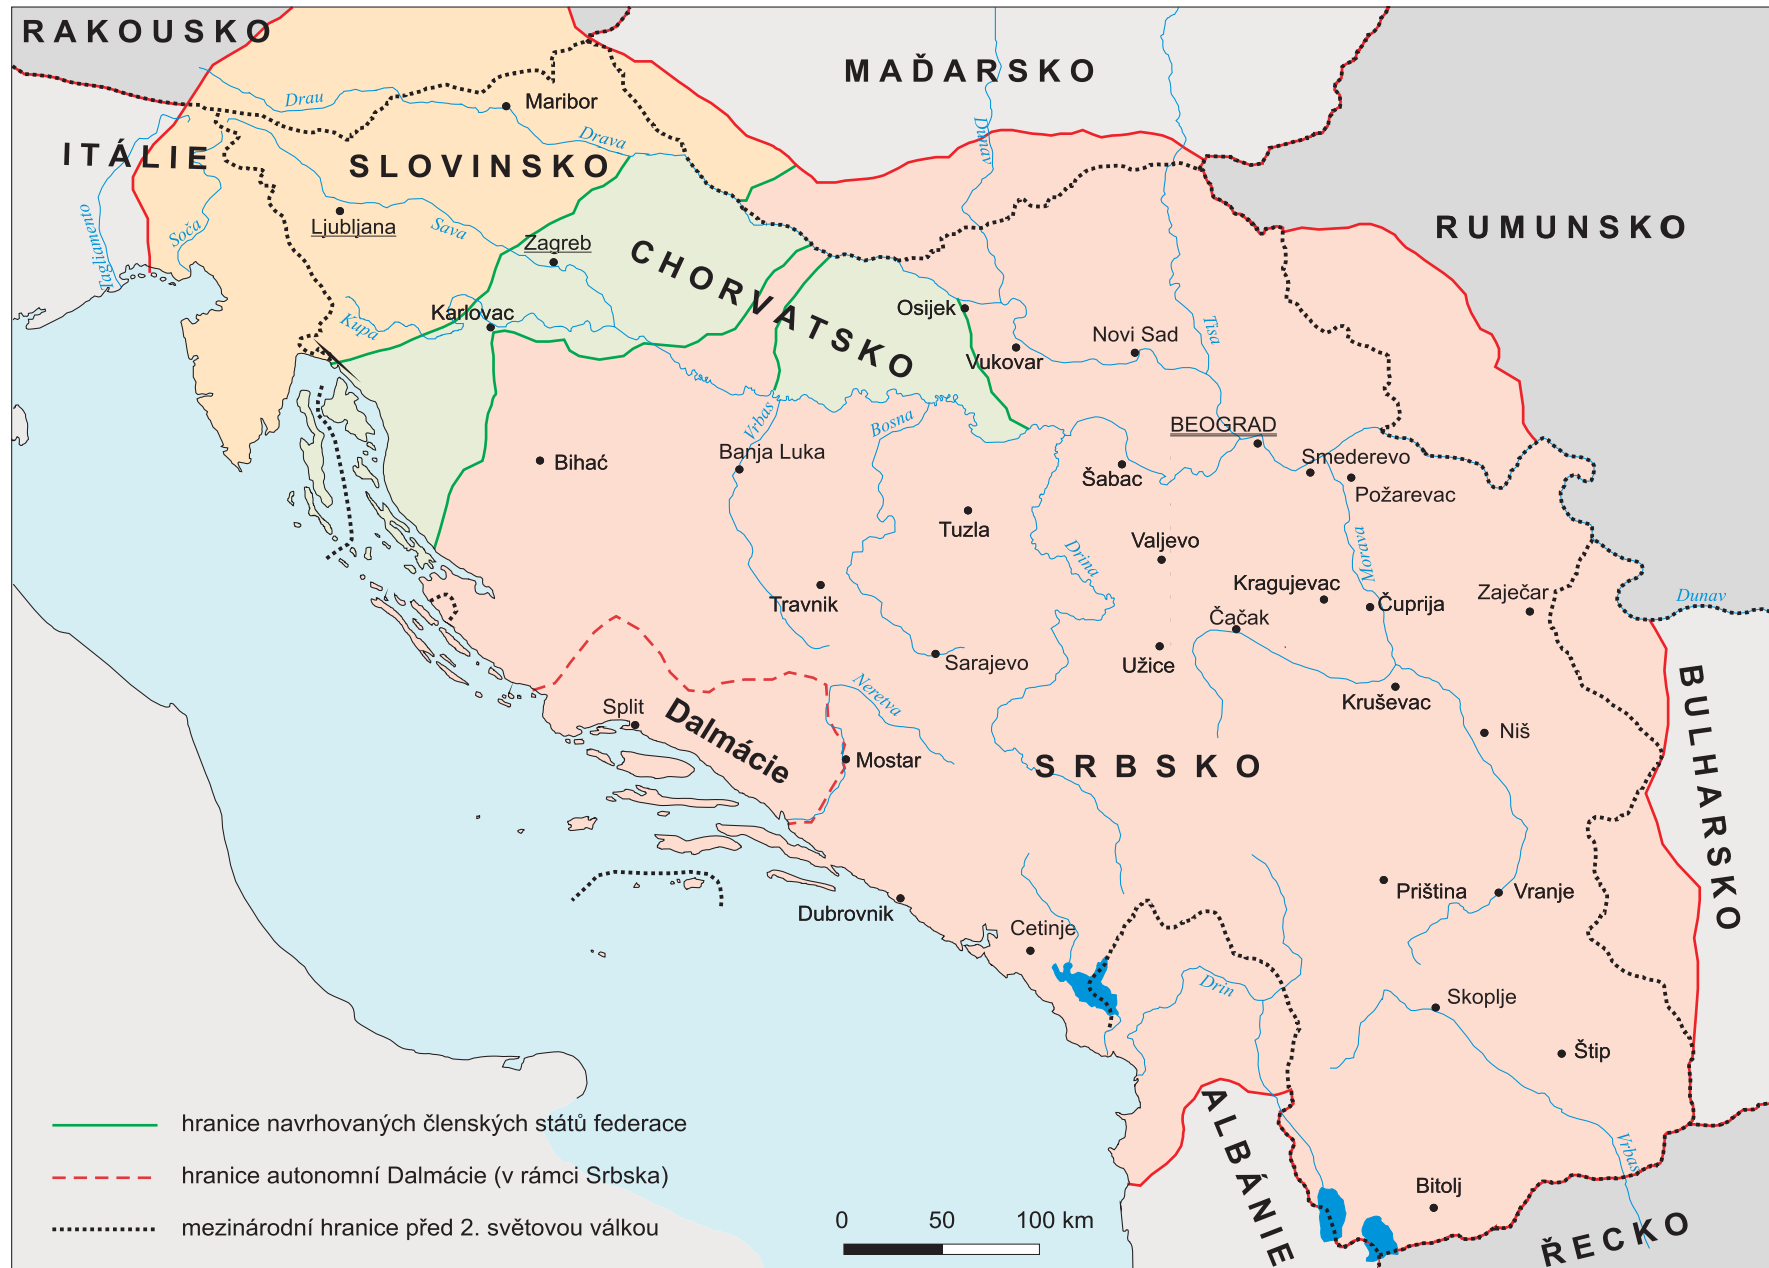 RAKOUSKO
MAĎARSKO
ITÁLIE
SLOVINSKO
RUMUNSKO
CHORVATSKO
SRBSKO
Dalmácie
BULHARSKO
ALBÁNIE
ŘECKO
Drau
Maribor
Drava
Dunav
Tagliamento
Soča
Ljubljana
Sava
Zagreb
Kupa
Karlovac
Osijek
Vukovar
Novi Sad
Tisa
Vrbas
Bosna
BEOGRAD
Banja Luka
Bihać
Šabac
Smederevo
Požarevac
Tuzla
Drina
Valjevo
Morava
Travnik
Kragujevac
Čuprija
Zaječar
Dunav
Čačak
Sarajevo
Užice
Neretva
Kruševac
Split
Niš
Mostar
Priština
Vranje
Dubrovnik
Cetinje
Drin
Skoplje
Štip
Vrbas
Bitolj
hranice navrhovaných členských států federace
hranice autonomní Dalmácie (v rámci Srbska)
mezinárodní hranice před 2. světovou válkou
0 50 100 km